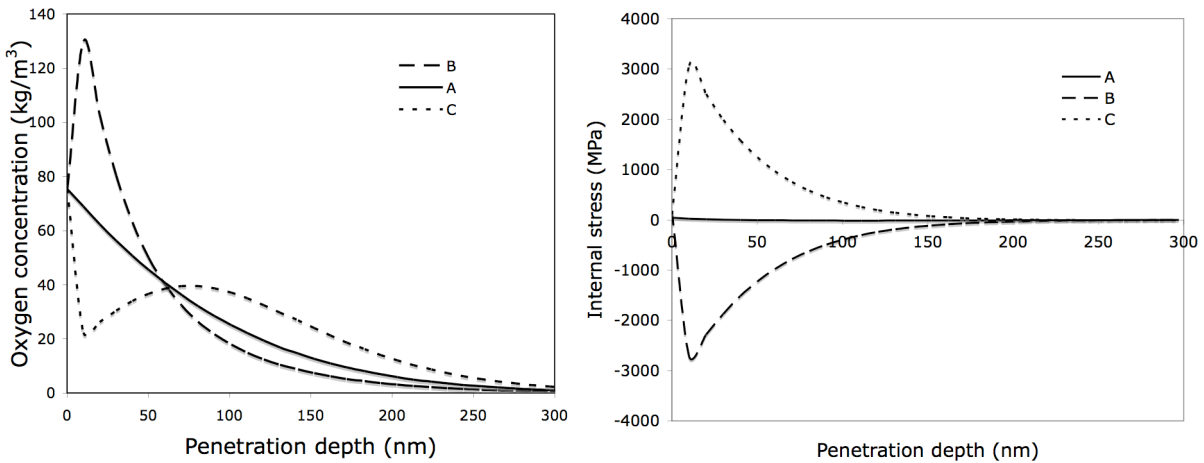 140
120
100
80
60
40
20
0
Oxygen concentration (kg/m³)
B
A
C
0 50 100 150 200 250 300
Penetration depth (nm)
4000
3000
2000
1000
0
-1000
-2000
-3000
-4000
Internal stress (MPa)
A
B
C
0 50 100 150 200 250 300
Penetration depth (nm)